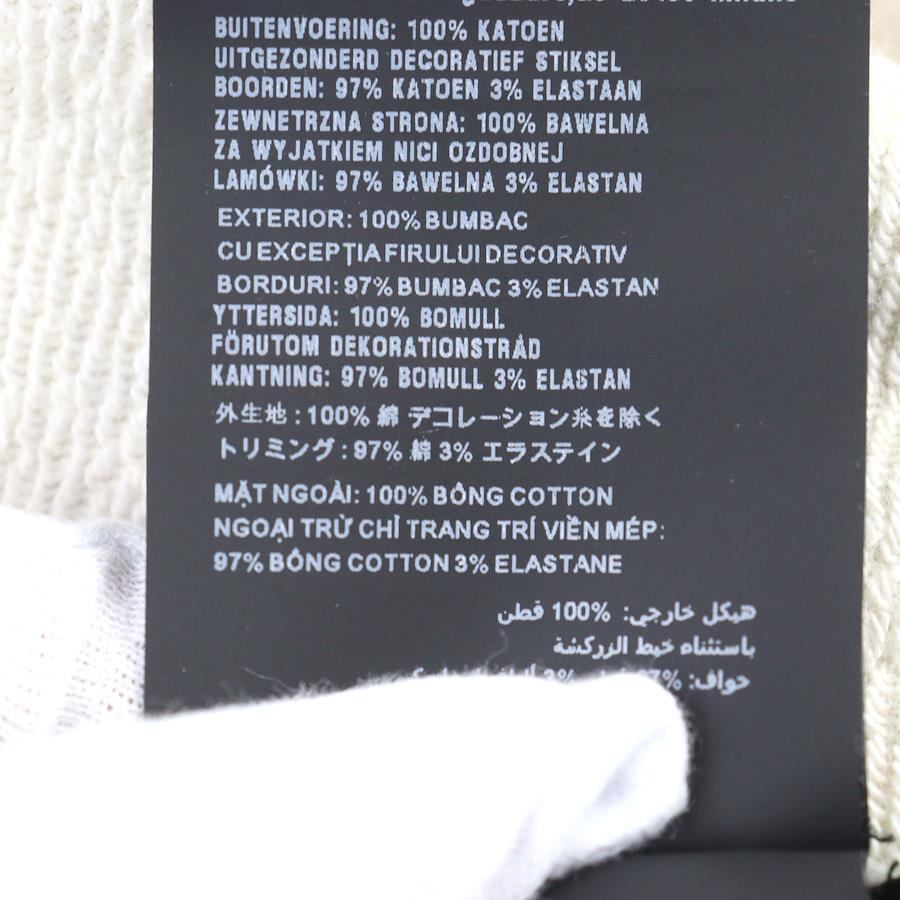 BUITENVOERING: 100% KATOEN
UITGEZONDERD DECORATIEF STIKSEL
BOORDEN: 97% KATOEN 3% ELASTAAN
ZEWNETRZNA STRONA: 100% BAWELNA
ZA WYJATKIEM NICI OZDOBNEJ
LAMÓWKI: 97% BAWELNA 3% ELASTAN
EXTERIOR: 100% BUMBAC
CU EXCEPŢIA FIRULUI DECORATIV
BORDURI: 97% BUMBAC 3% ELASTAN
YTTERSIDA: 100% BOMULL
FÖRUTOM DEKORATIONSTRÅD
KANTNING: 97% BOMULL 3% ELASTAN
外生地:100% 綿 デコレーション糸を除く
トリミング:97% 綿 3% エラステイン
MẶT NGOÀI: 100% BÔNG COTTON
NGOẠI TRỪ CHỈ TRANG TRÍ VIỀN MÉP:
97% BÔNG COTTON 3% ELASTANE
هيكل خارجي: 100% قطن
باستثناء خيط الزركشة
حواف: 97%